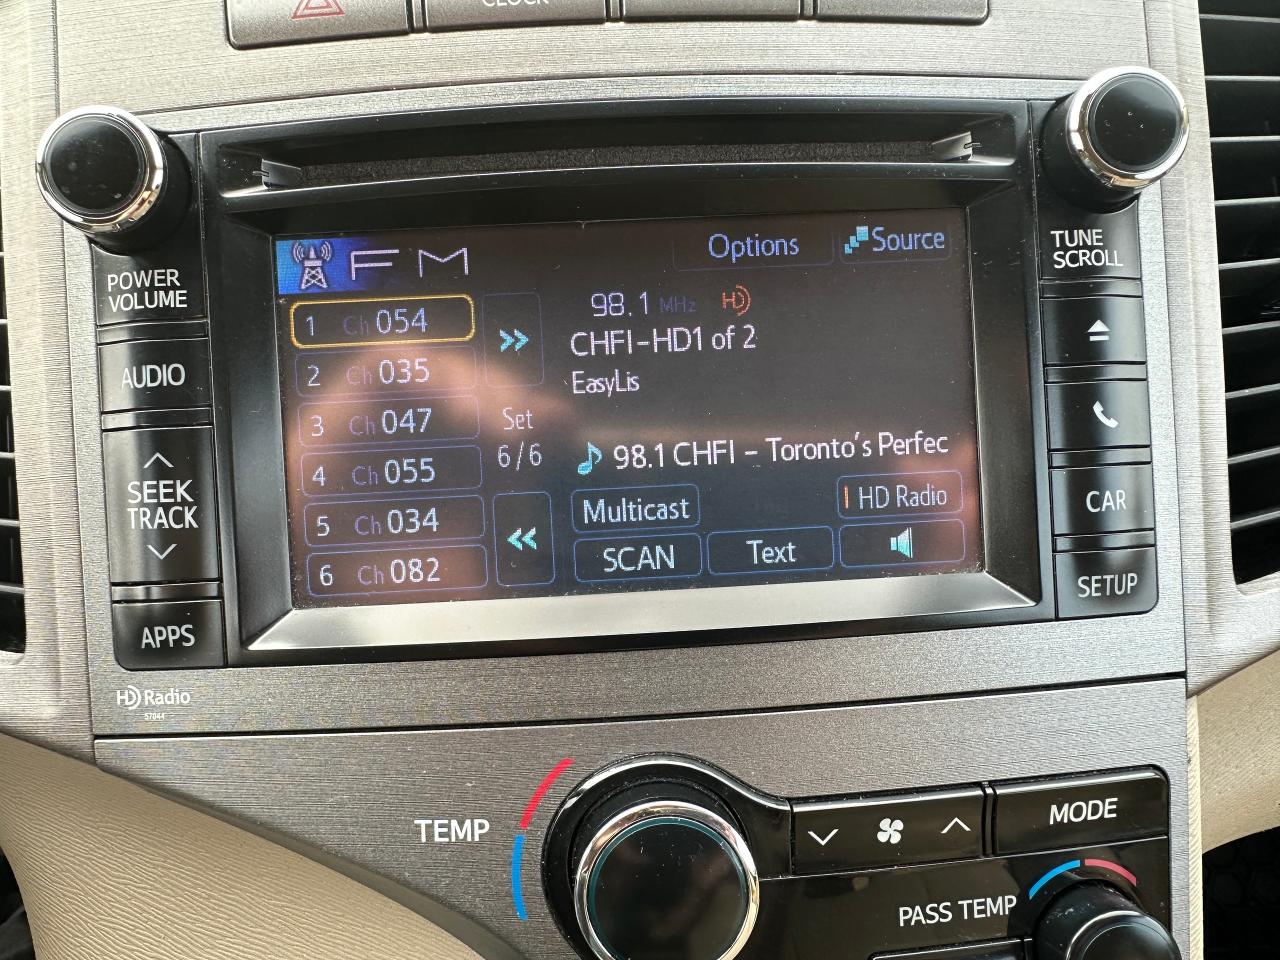 CLOCK
POWER
VOLUME
AUDIO
SEEK
TRACK
APPS
HD Radio
57044
FM
Options
Source
1 Ch 054
2 Ch 035
3 Ch 047
4 Ch 055
5 Ch 034
6 Ch 082
>>
Set
6/6
<<
98.1 MHz HD
CHFI-HD1 of 2
EasyLis
98.1 CHFI - Toronto's Perfec
Multicast
HD Radio
SCAN
Text
TUNE
SCROLL
CAR
SETUP
TEMP
MODE
PASS TEMP